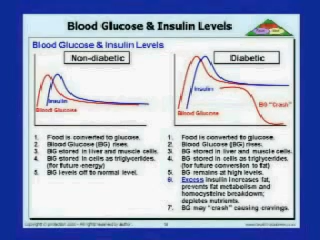 Blood Glucose & Insulin Levels
Blood Glucose & Insulin Levels
Non-diabetic
Diabetic
Insulin
Blood Glucose
Insulin
Blood Glucose
BG "Crash"
1. Food is converted to glucose.
2. Blood Glucose (BG) rises.
3. BG stored in liver and muscle cells.
4. BG stored in cells as triglycerides.
(for future energy)
5. BG levels off to normal level.
1. Food is converted to glucose.
2. Blood Glucose (BG) rises.
3. BG stored in liver and muscle cells.
4. BG stored in cells as triglycerides.
(for future conversion to fat)
5. BG remains at high levels.
6. Excess insulin increases fat,
prevents fat metabolism and
homocysteine breakdown;
depletes nutrients.
7. BG may "crash" causing cravings.